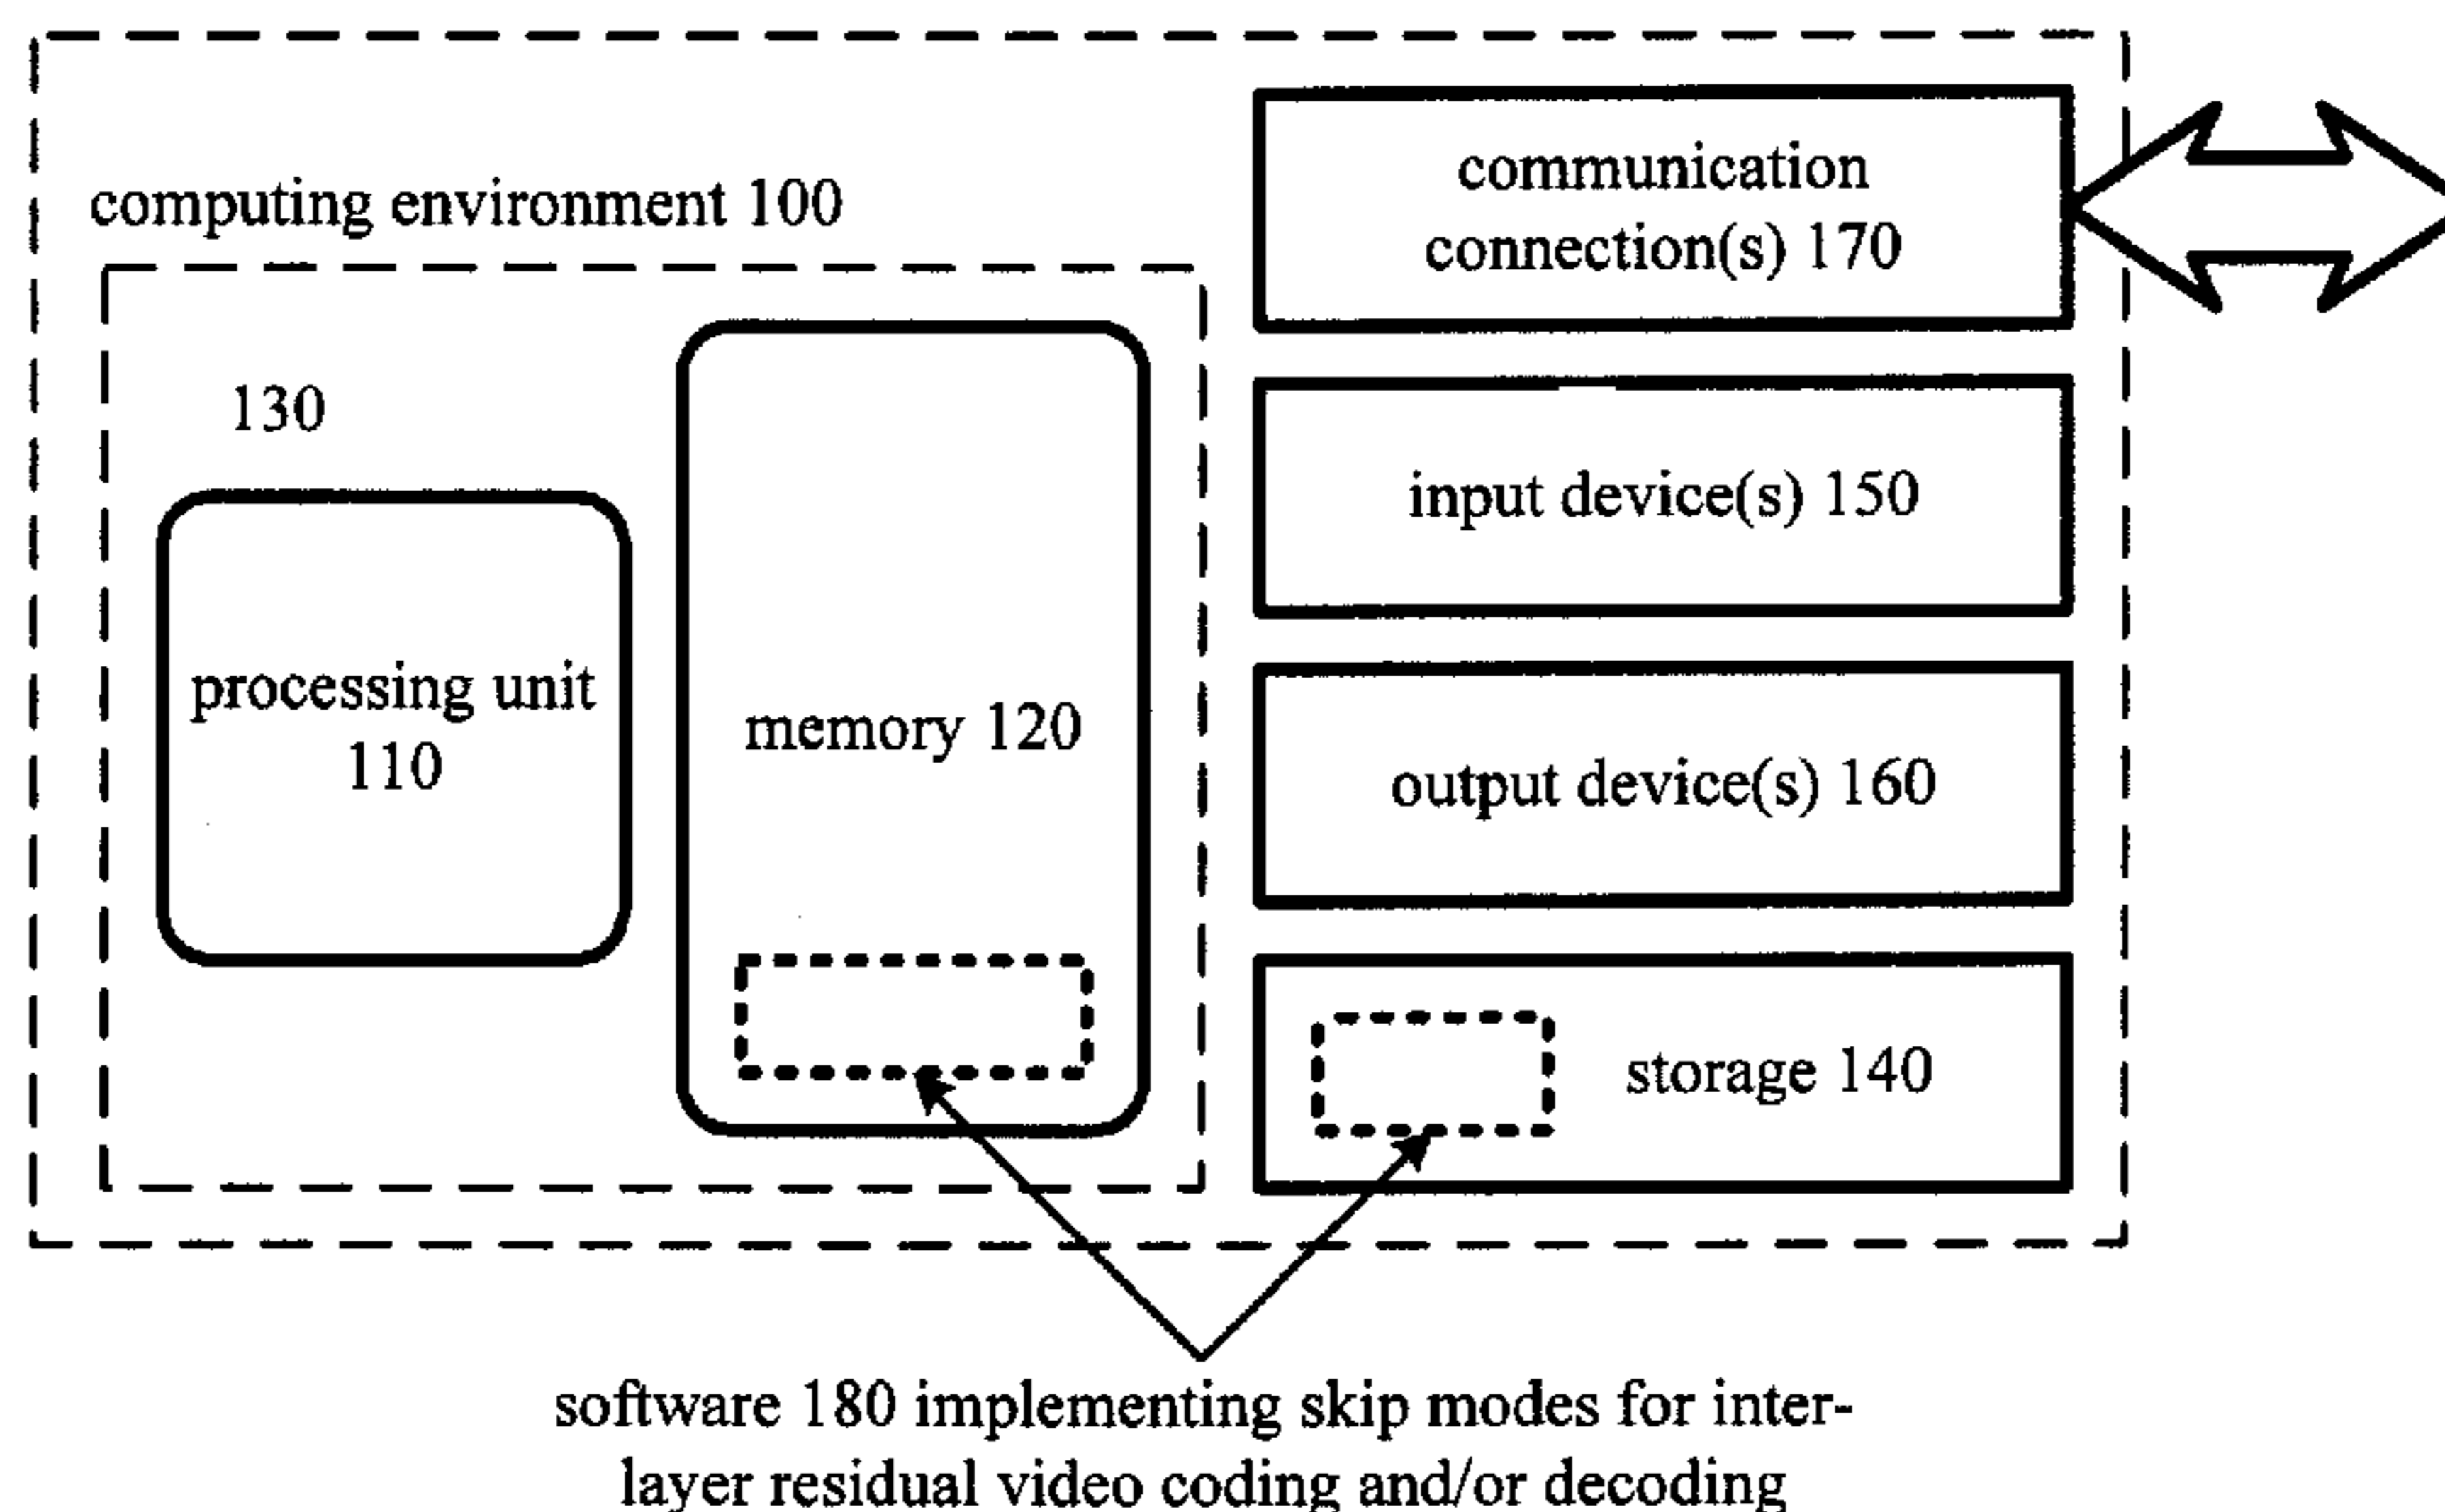 computing environment 100
130
processing unit
110
memory 120
communication
connection(s) 170
input device(s) 150
output device(s) 160
storage 140
software 180 implementing skip modes for inter-
layer residual video coding and/or decoding